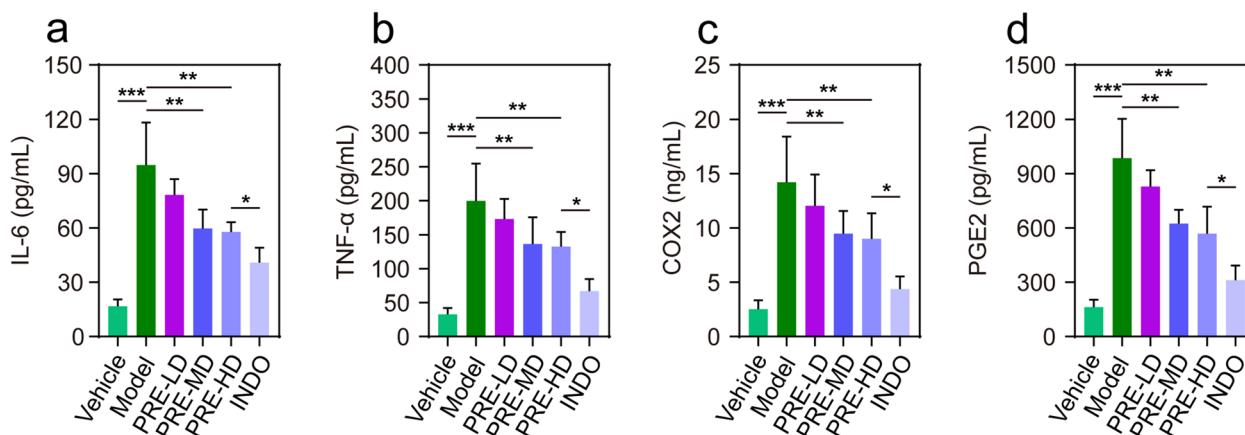 a
IL-6 (pg/mL)
150
120
90
60
30
0
***
**
**
*
Vehicle
Model
PRE-LD
PRE-MD
PRE-HD
INDO
b
TNF-α (pg/mL)
400
350
300
250
200
150
100
50
0
***
**
**
*
Vehicle
Model
PRE-LD
PRE-MD
PRE-HD
INDO
c
COX2 (ng/mL)
25
20
15
10
5
0
***
**
**
*
Vehicle
Model
PRE-LD
PRE-MD
PRE-HD
INDO
d
PGE2 (pg/mL)
1500
1200
900
600
300
0
***
**
**
*
Vehicle
Model
PRE-LD
PRE-MD
PRE-HD
INDO